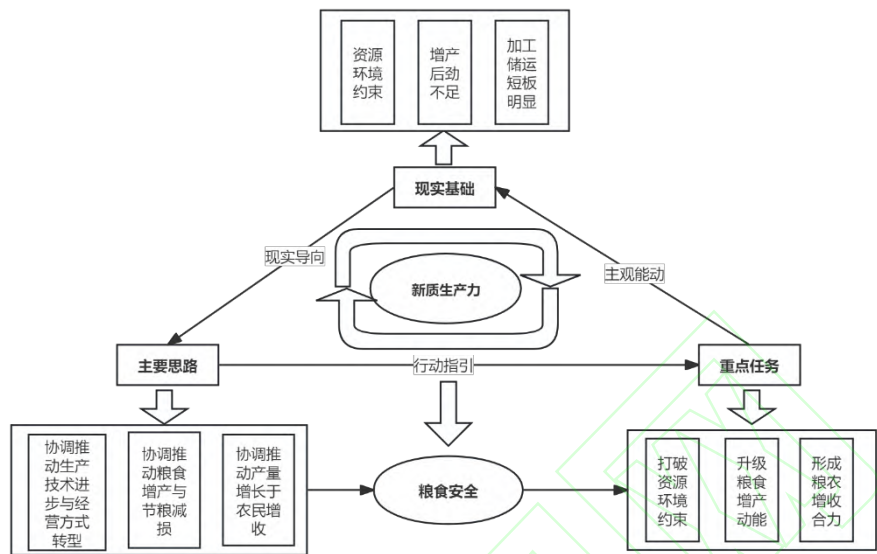 资源
环境
约束
增产
后劲
不足
加工
储运
短板
明显
现实基础
现实导向
主观能动
新质生产力
主要思路
行动指引
重点任务
协调推
动生产
技术进
步与经
营方式
转型
协调推
动粮食
增产与
节粮减
损
协调推
动产量
增长于
农民增
收
粮食安全
打破
资源
环境
约束
升级
粮食
增产
动能
形成
粮农
增收
合力